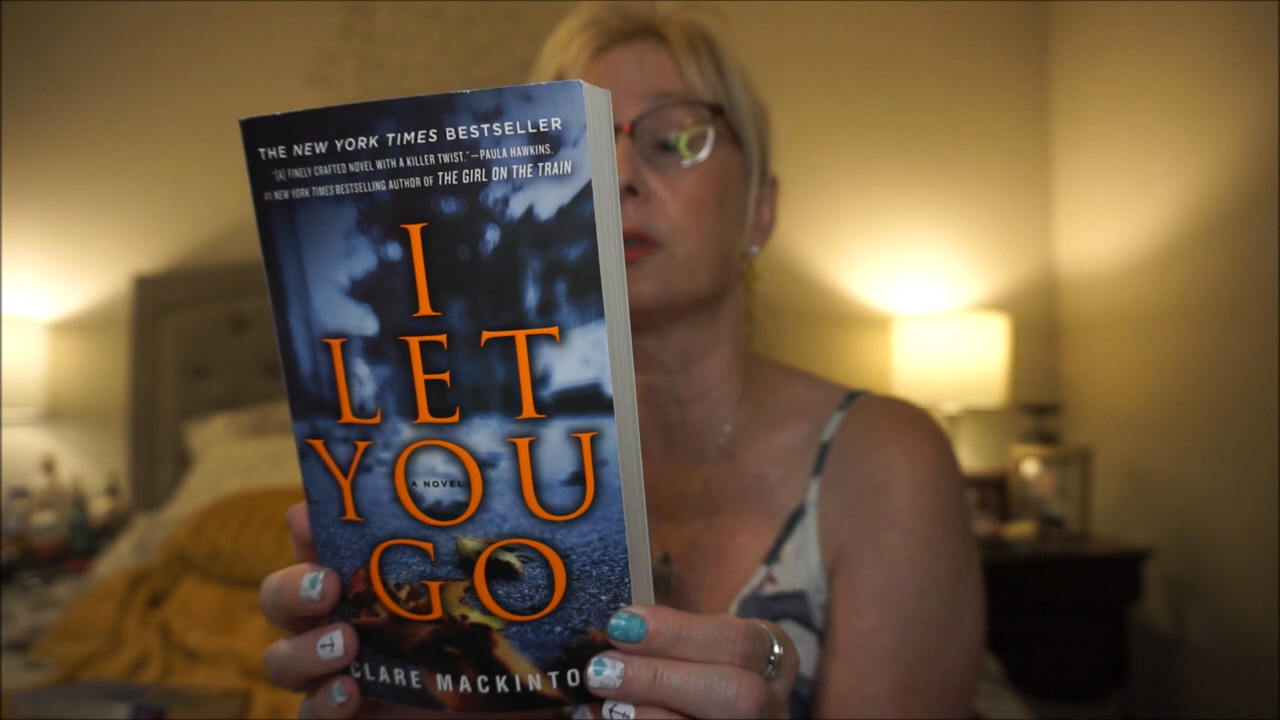 THE NEW YORK TIMES BESTSELLER
"[A] FINELY CRAFTED NOVEL WITH A KILLER TWIST."—PAULA HAWKINS,
#1 NEW YORK TIMES BESTSELLING AUTHOR OF THE GIRL ON THE TRAIN
I
LET
YOU
A NOVEL
GO
CLARE MACKINTO